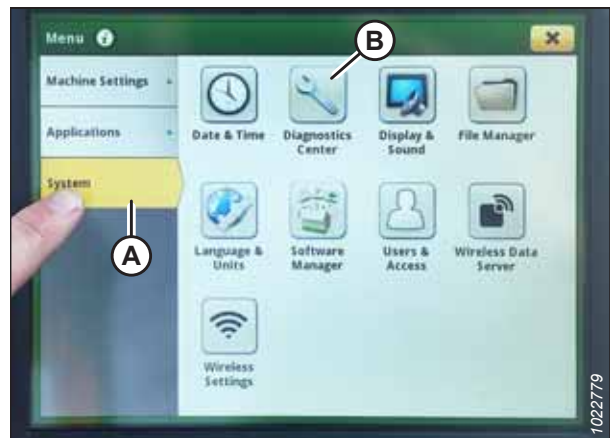 Menu
B
Machine Settings
Applications
System
A
Date & Time
Diagnostics
Center
Display &
Sound
File Manager
Language &
Units
Software
Manager
Users &
Access
Wireless Data
Server
Wireless
Settings
1022779